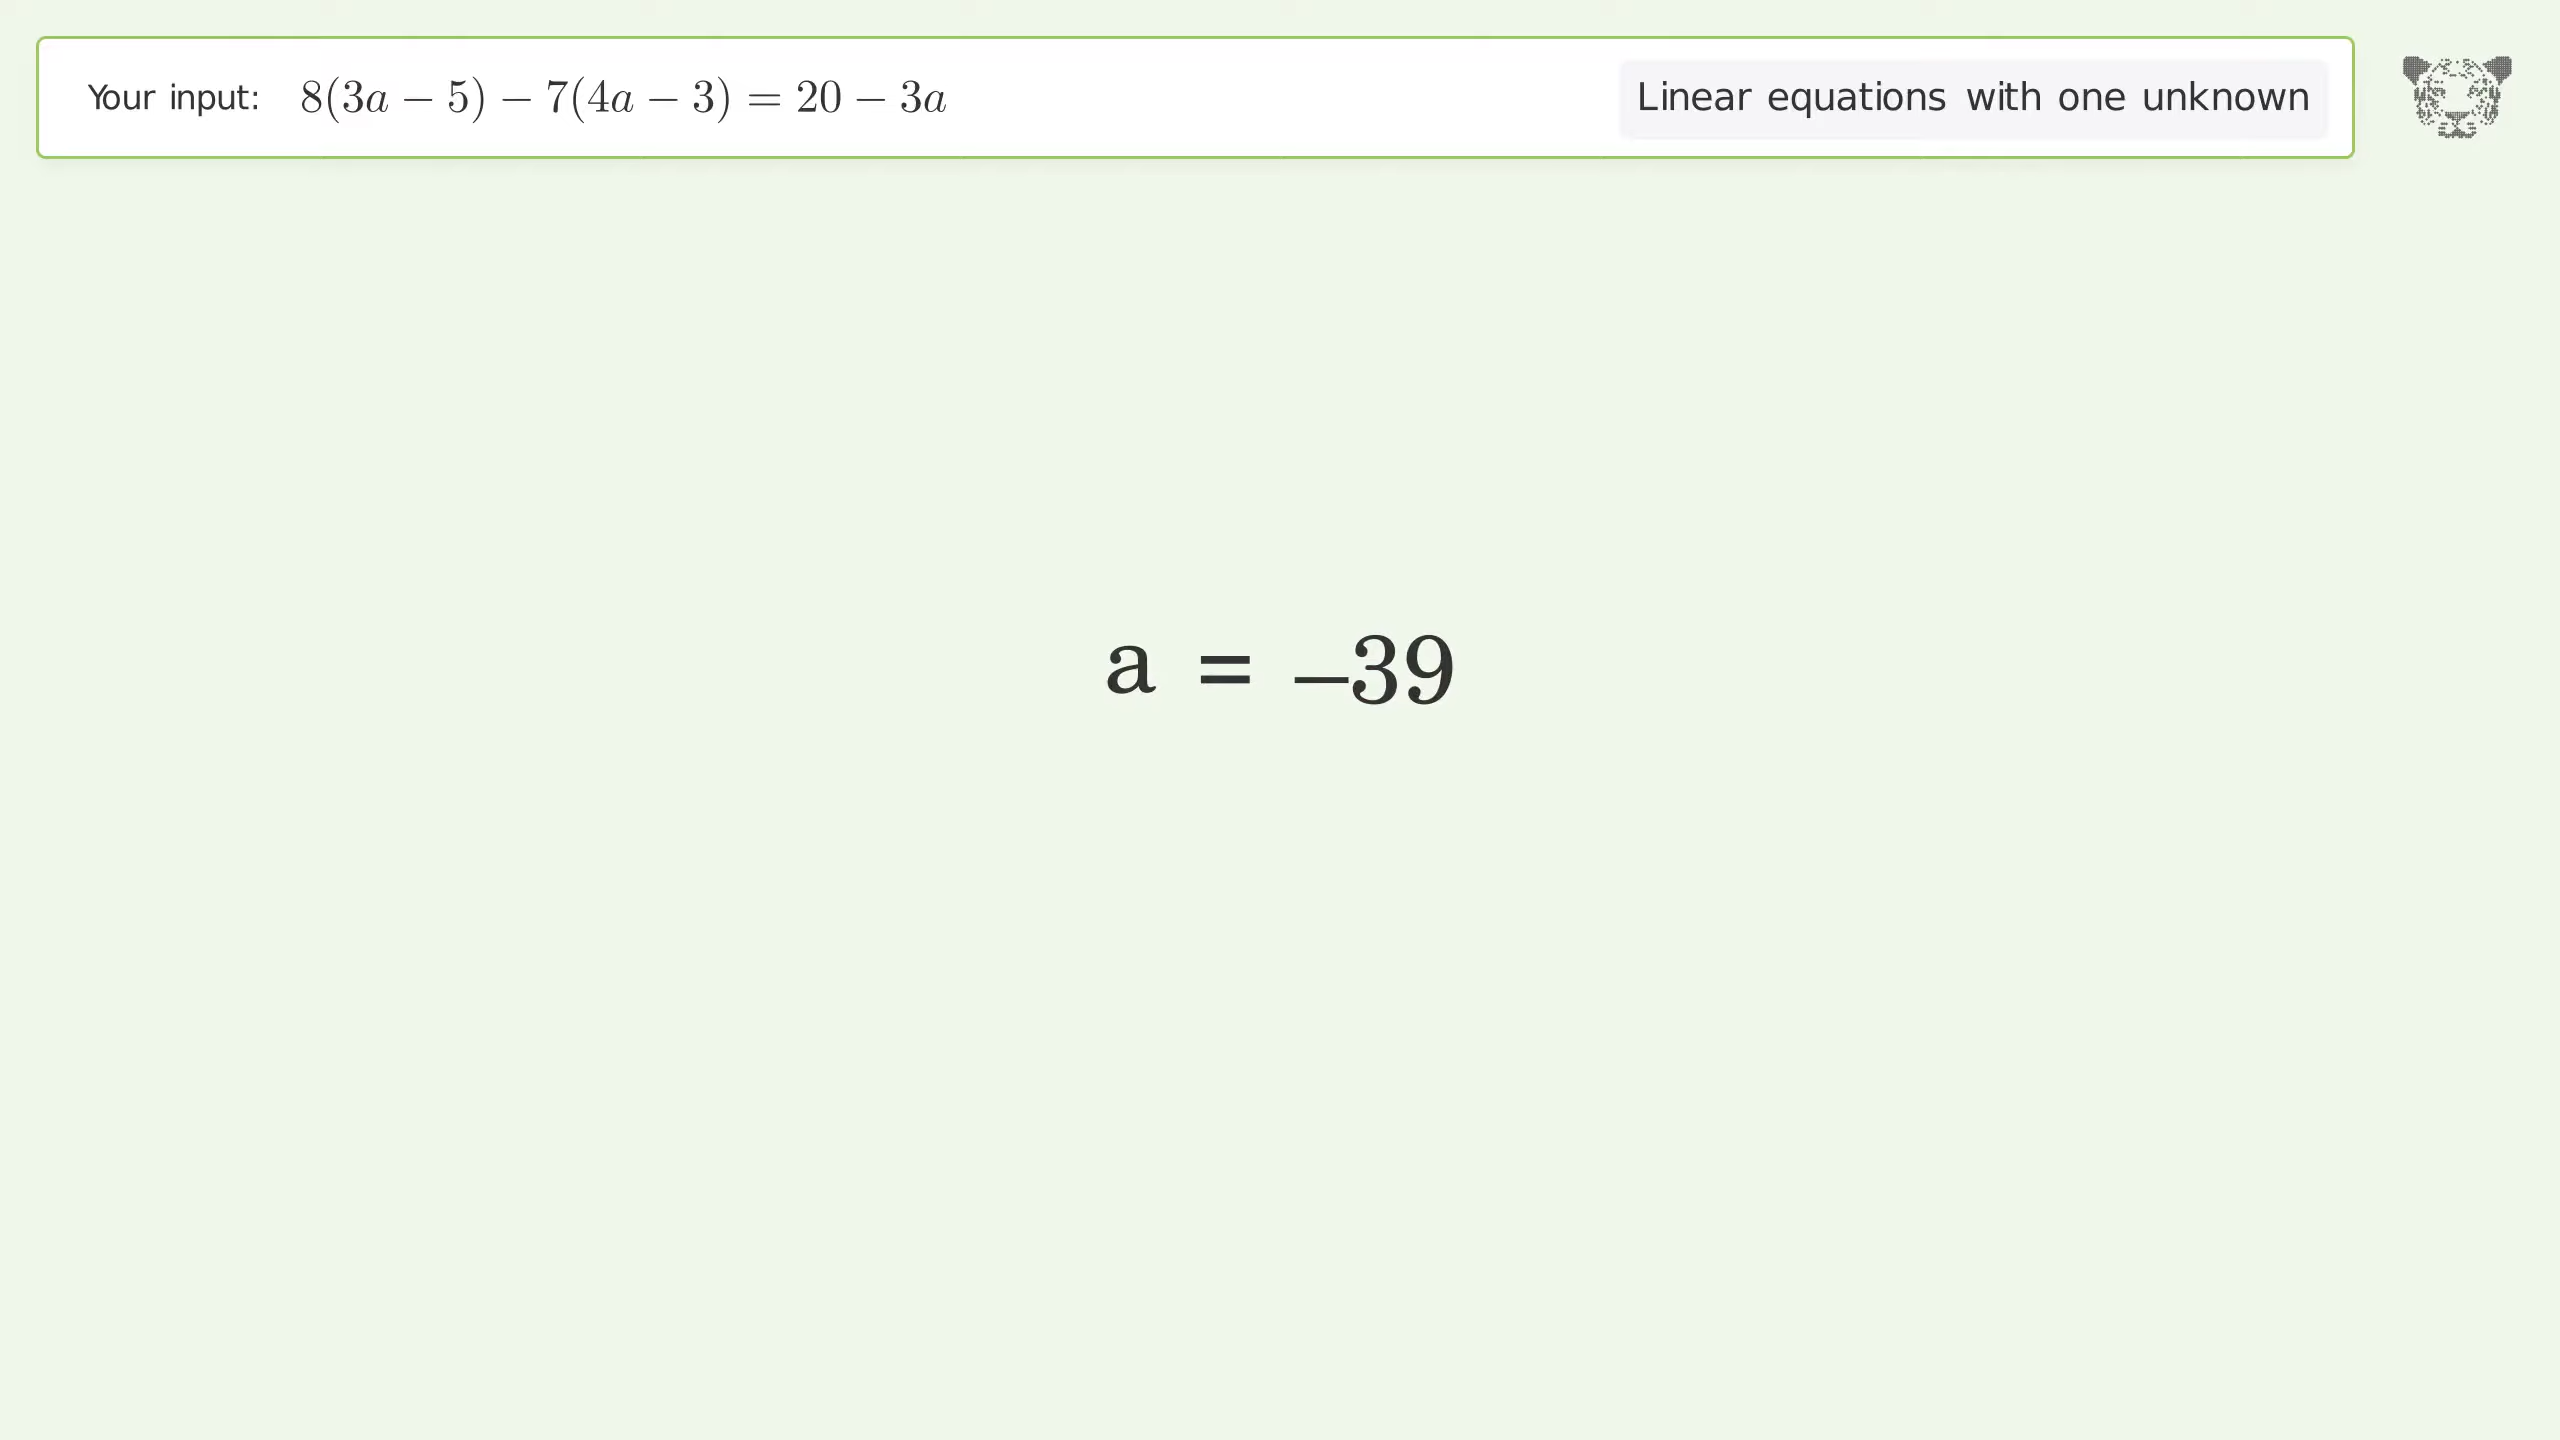 Your input: 8(3a − 5) − 7(4a − 3) = 20 − 3a
Linear equations with one unknown
a = −39